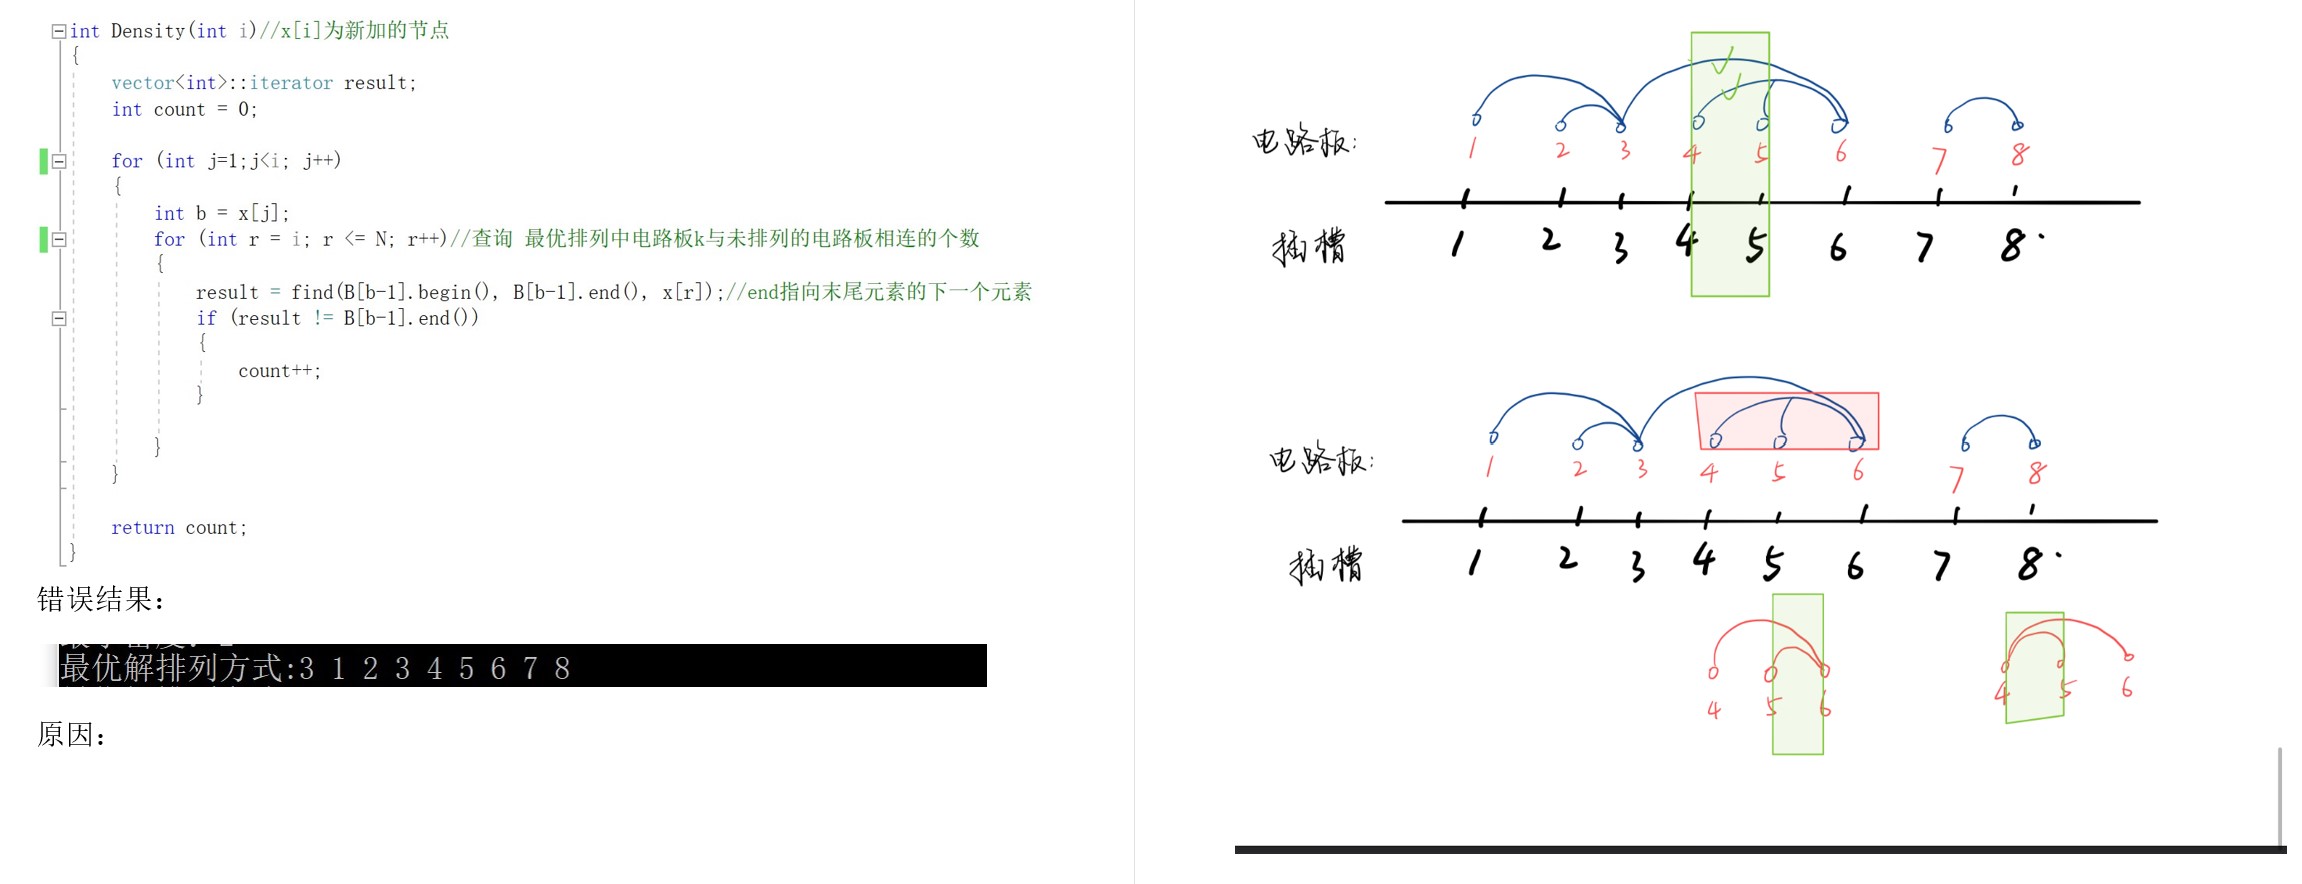 int Density(int i)//x[i]为新加的节点
{
vector<int>::iterator result;
int count = 0;
for (int j=1;j<i; j++)
{
int b = x[j];
for (int r = i; r <= N; r++)//查询 最优排列中电路板k与未排列的电路板相连的个数
{
result = find(B[b-1].begin(), B[b-1].end(), x[r]);//end指向末尾元素的下一个元素
if (result != B[b-1].end())
{
count++;
}
}
}
return count;
}
错误结果：
最优解排列方式:3 1 2 3 4 5 6 7 8
原因：
电路板:
1 2 3 4 5 6 7 8
插槽
1 2 3 4 5 6 7 8.
电路板:
1 2 3 4 5 6 7 8
插槽
1 2 3 4 5 6 7 8.
4 5 6
4 5 6